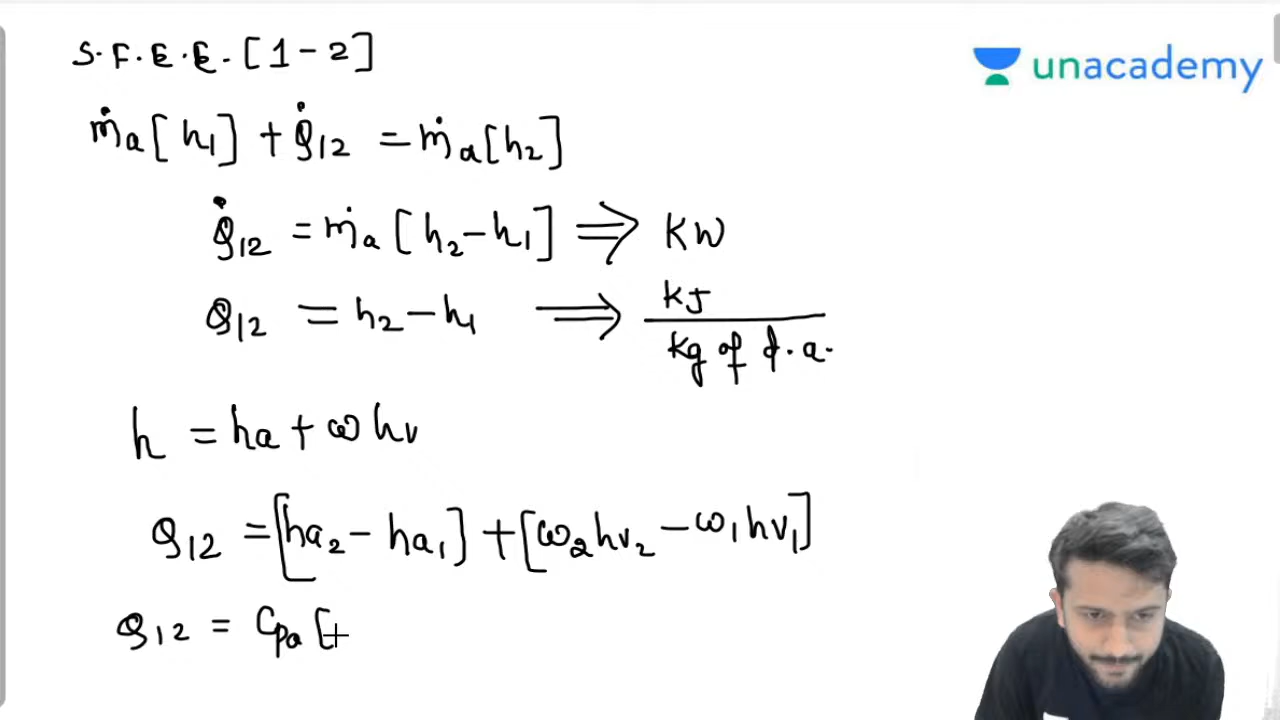 S.F.E.E. [1-2]
unacademy
ṁa[h₁] + Q̇₁₂ = ṁa[h₂]
Q̇₁₂ = ṁa[h₂-h₁] ⇒ KW
Q₁₂ = h₂-h₁ ⇒ KJ / Kg of d.a.
h = ha + ω hv
Q₁₂ = [ha₂ - ha₁] + [ω₂hv₂ - ω₁hv₁]
Q₁₂ = Cpa [t